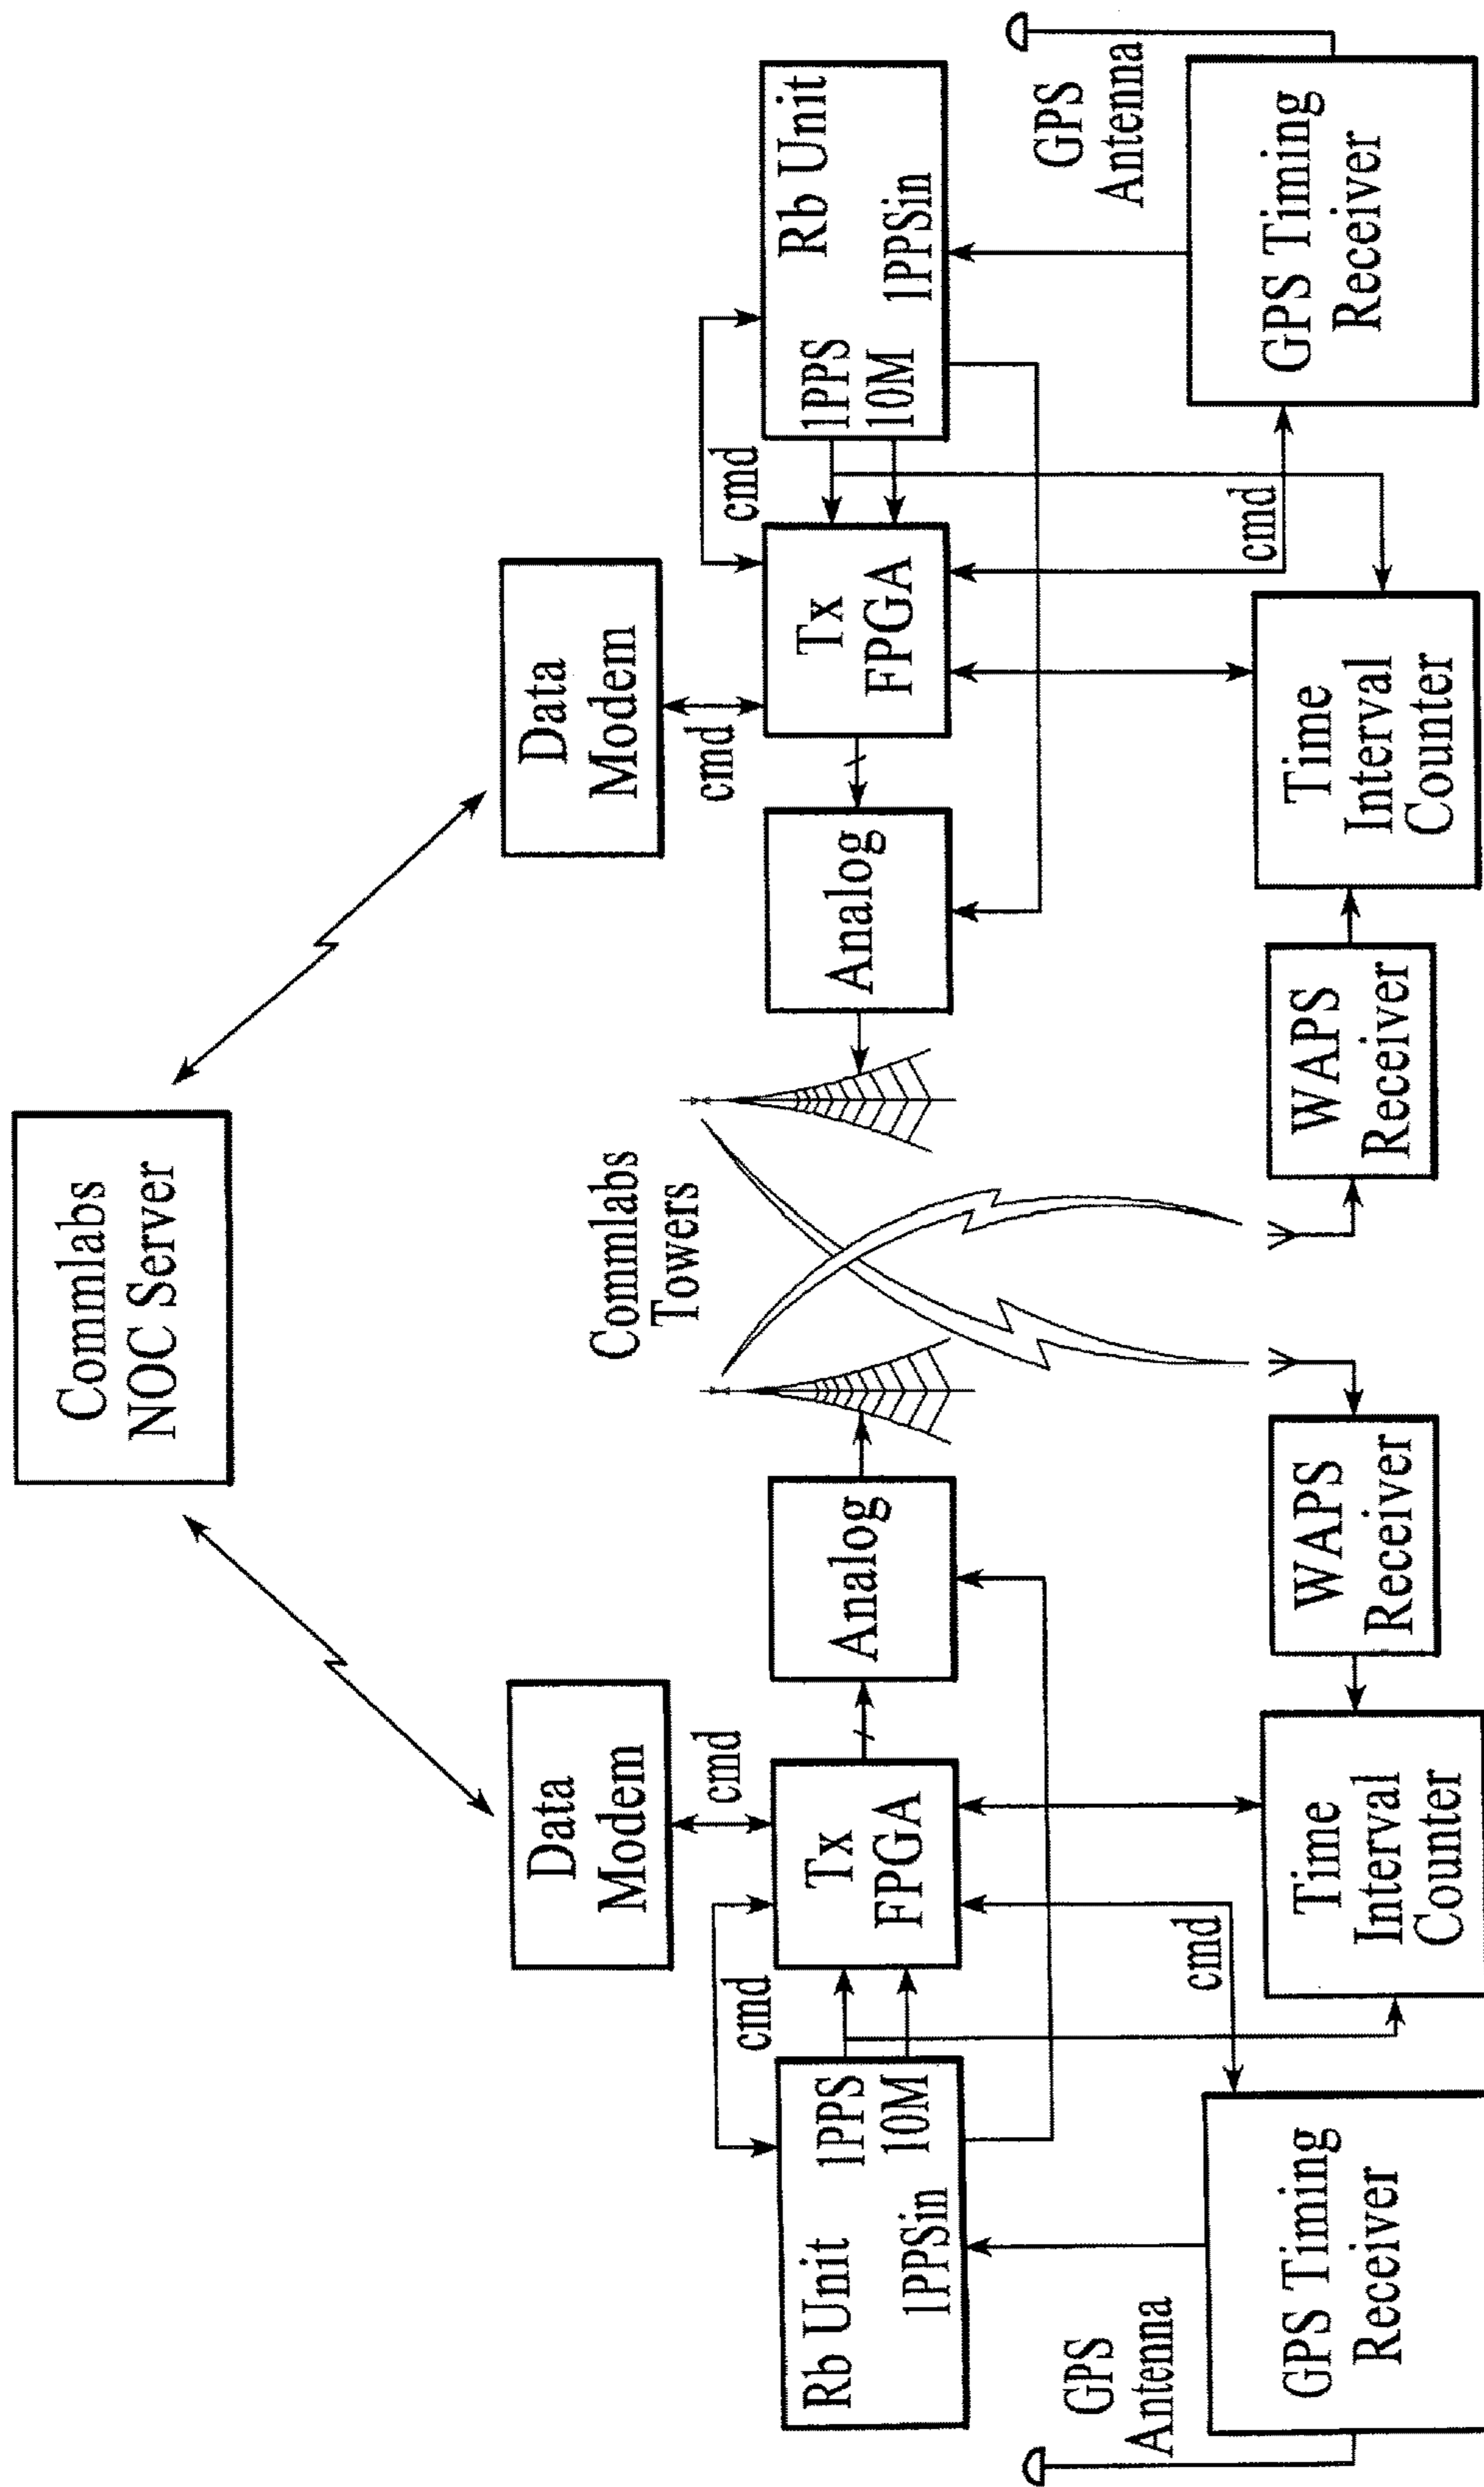 Commlabs
NOC Server
Data
Modem
Data
Modem
cmd
cmd
cmd
cmd
Commlabs
Towers
Rb Unit
1PPS
10M
1PPSin
Tx
FPGA
Analog
Analog
Tx
FPGA
Rb Unit
1PPS
10M
1PPSin
GPS
Antenna
cmd
cmd
GPS
Antenna
GPS Timing
Receiver
Time
Interval
Counter
WAPS
Receiver
WAPS
Receiver
Time
Interval
Counter
GPS Timing
Receiver